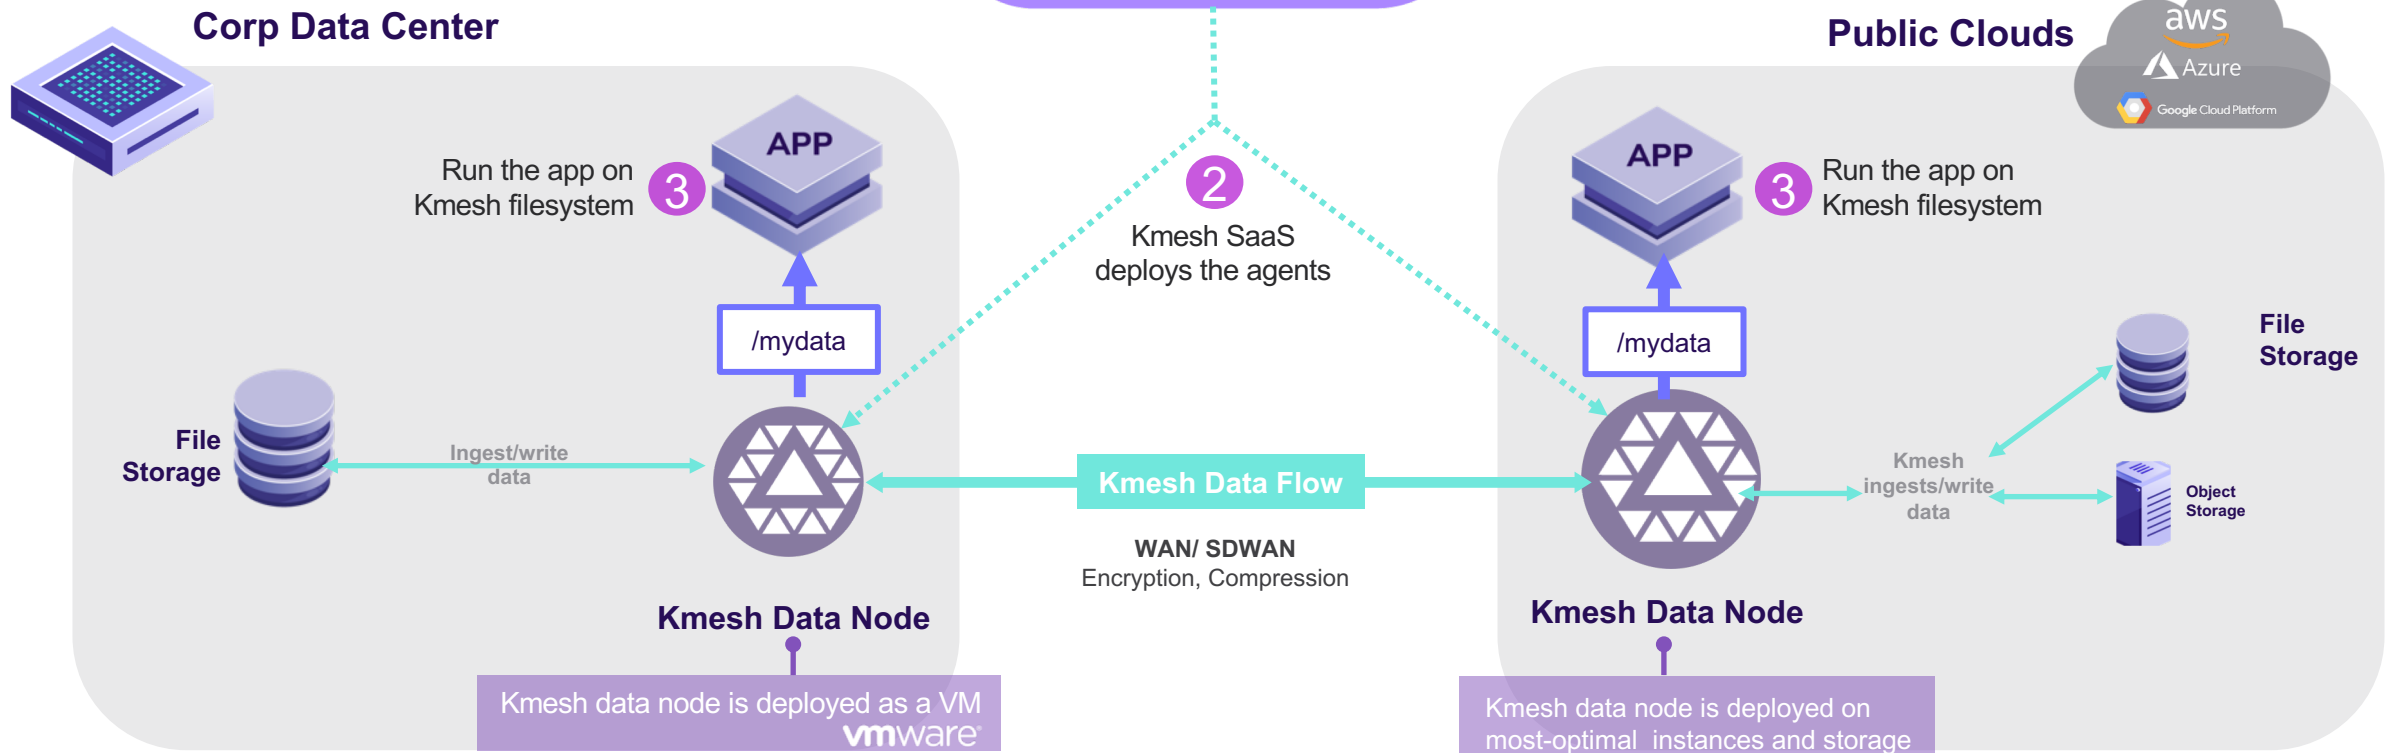 Corp Data Center
Public Clouds
aws
Azure
Google Cloud Platform
APP
Run the app on
Kmesh filesystem
3
2
Kmesh SaaS
deploys the agents
APP
3
Run the app on
Kmesh filesystem
/mydata
/mydata
File
Storage
File
Storage
Ingest/write
data
Kmesh Data Flow
Kmesh
ingests/write
data
Object
Storage
WAN/ SDWAN
Encryption, Compression
Kmesh Data Node
Kmesh Data Node
Kmesh data node is deployed as a VM
vmware
Kmesh data node is deployed on
most-optimal instances and storage